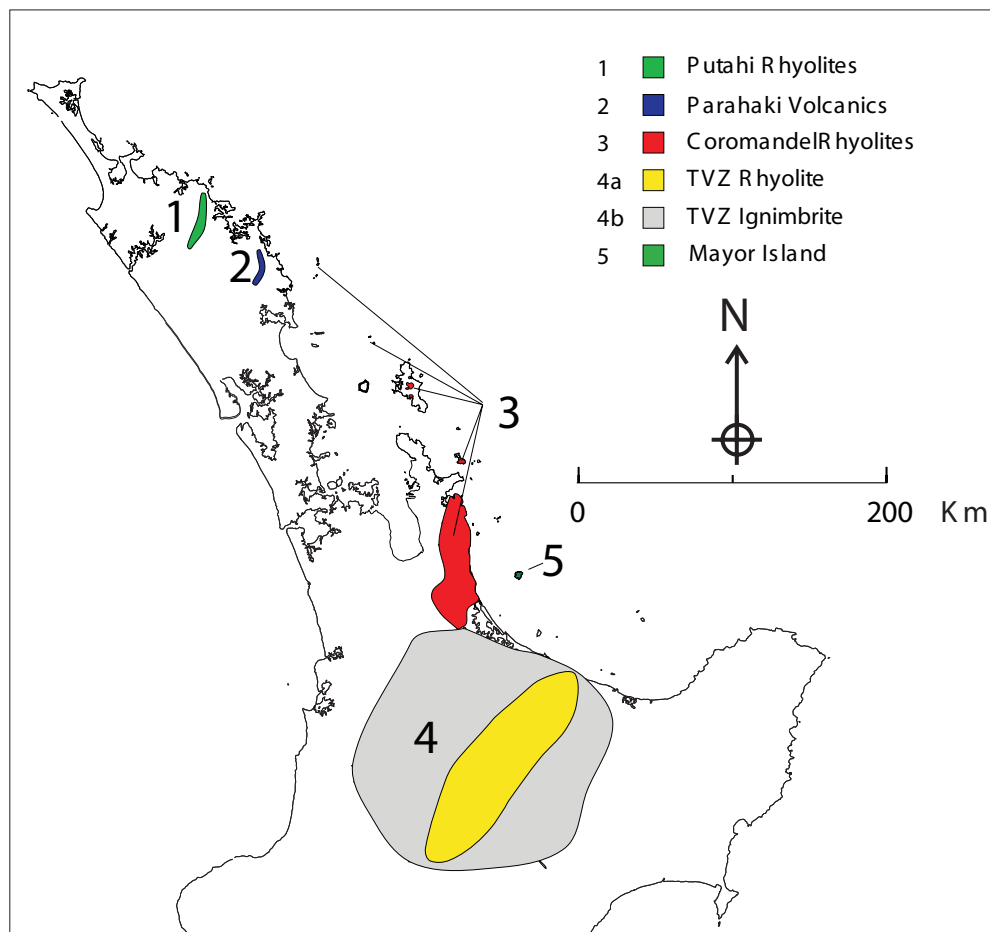 1 Putahi Rhyolites
2 Parahaki Volcanics
3 CoromandelRhyolites
4a TVZ Rhyolite
4b TVZ Ignimbrite
5 Mayor Island
1
2
N
3
0 200 Km
5
4